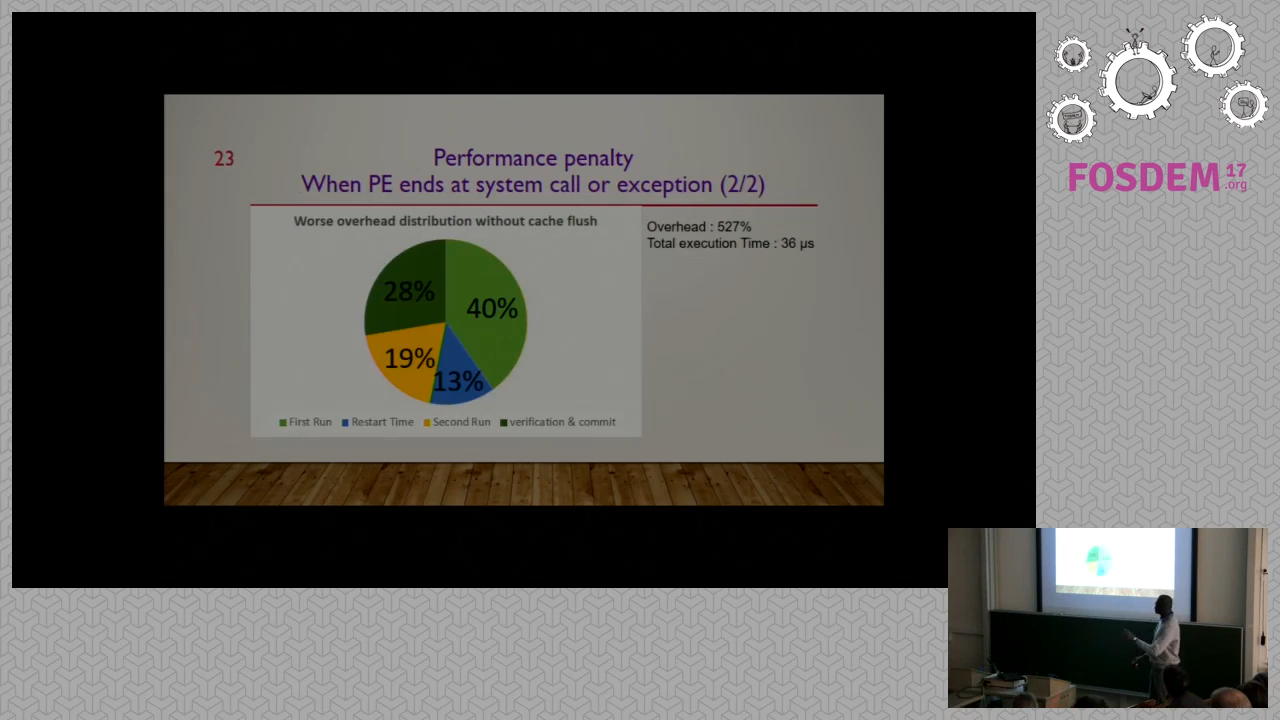 23
Performance penalty
When PE ends at system call or exception (2/2)
Worse overhead distribution without cache flush
Overhead : 527%
Total execution Time : 36 µs
28%
40%
19%
13%
First Run Restart Time Second Run verification & commit
FOSDEM 17 .org